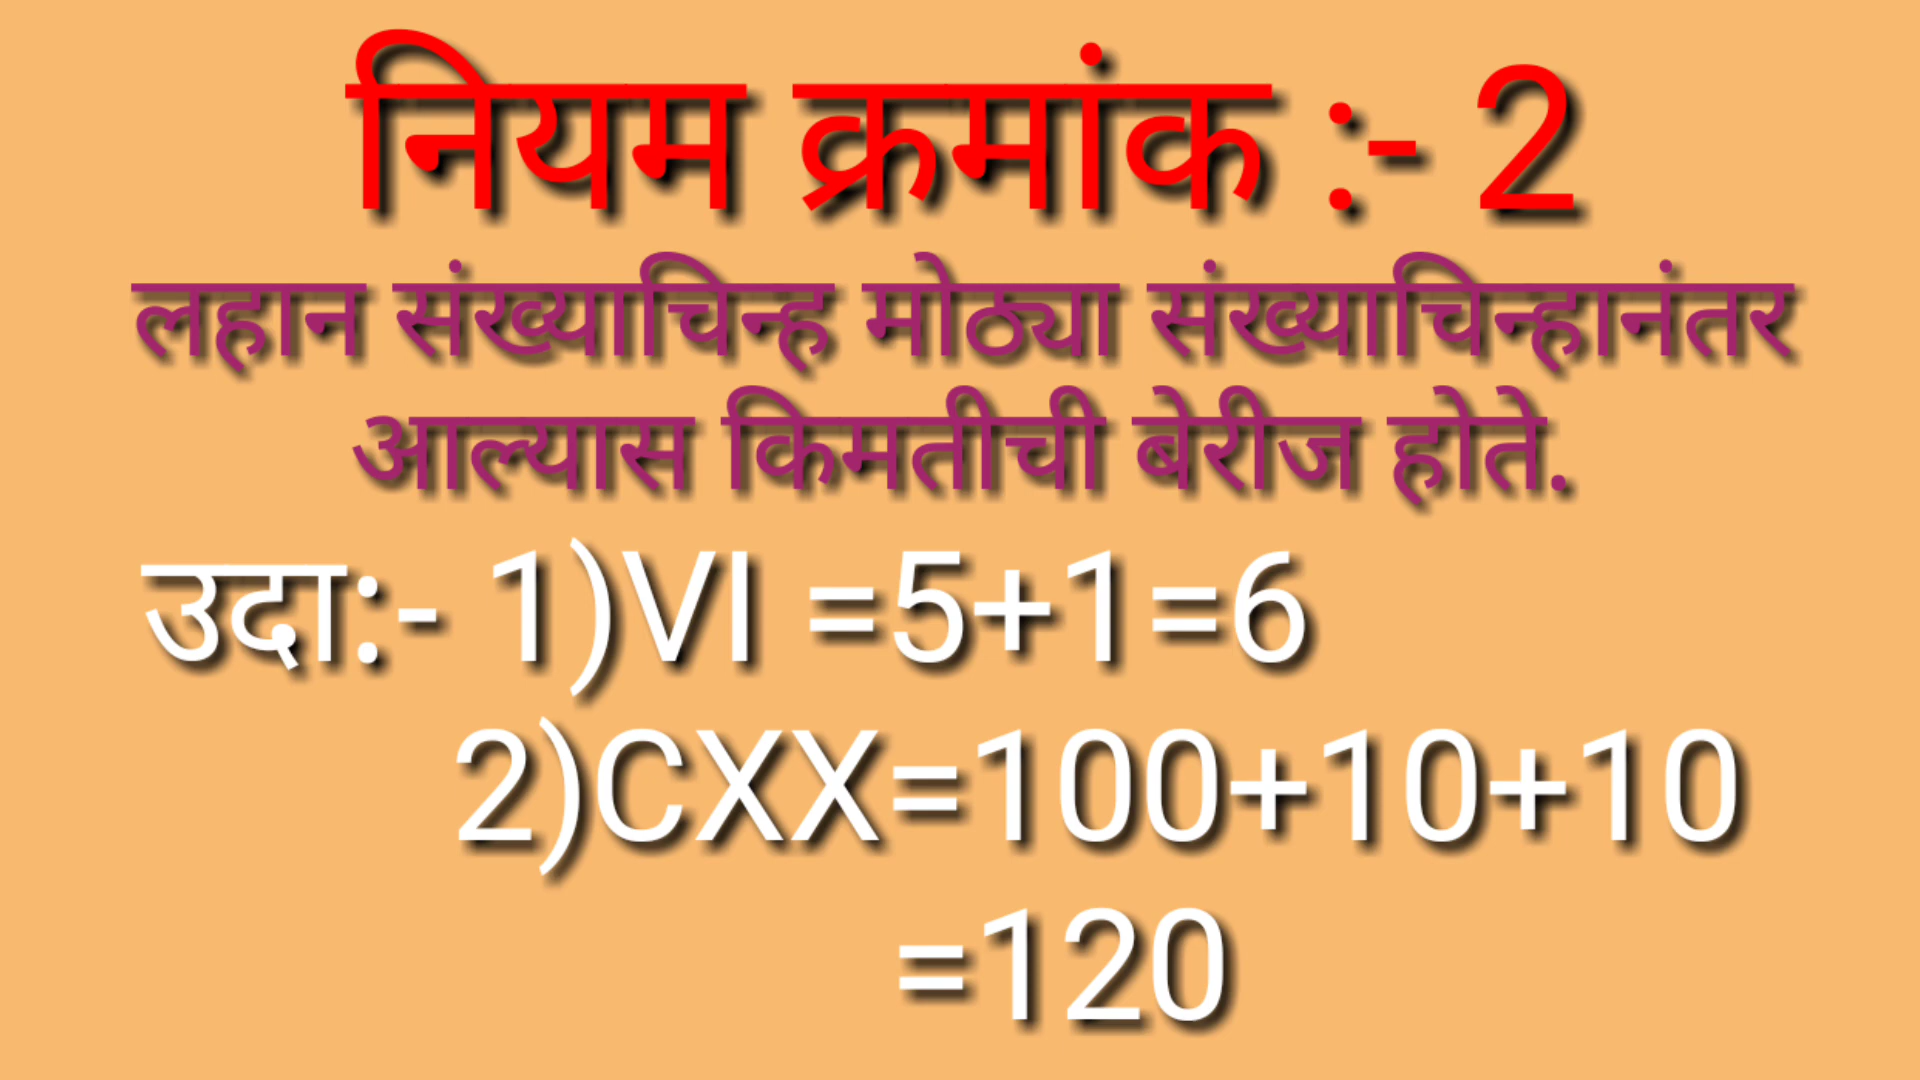 नियम क्रमांक :- 2
लहान संख्याचिन्ह मोठ्या संख्याचिन्हानंतर
आल्यास किमतीची बेरीज होते.
उदा:- 1)VI =5+1=6
2)CXX=100+10+10
=120